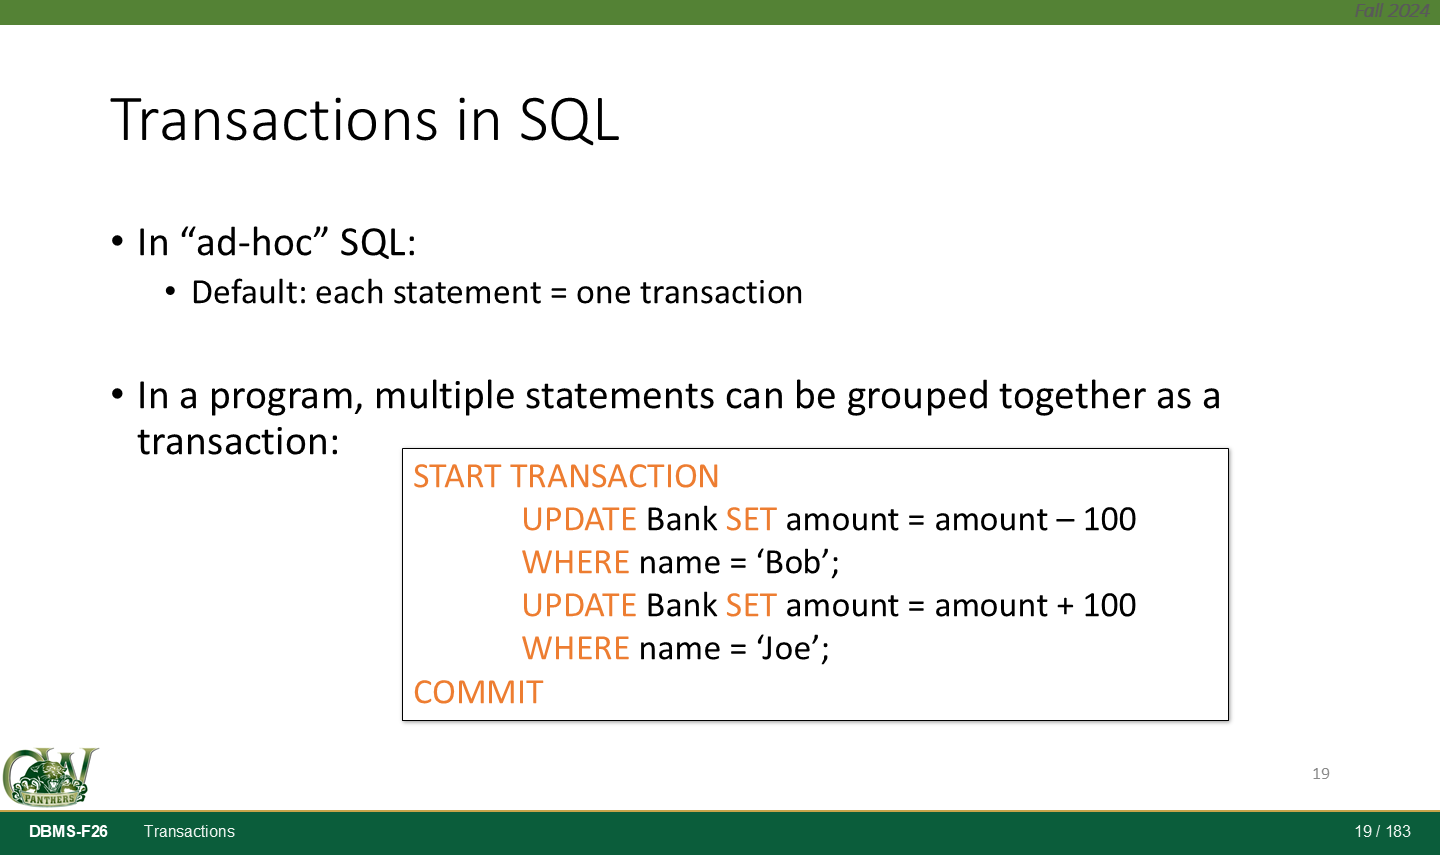 Fall 2024
Transactions in SQL
• In “ad-hoc” SQL:
• Default: each statement = one transaction
• In a program, multiple statements can be grouped together as a
transaction:
START TRANSACTION
UPDATE Bank SET amount = amount – 100
WHERE name = ‘Bob’;
UPDATE Bank SET amount = amount + 100
WHERE name = ‘Joe’;
COMMIT
OW
PANTHERS
19
DBMS-F26 Transactions 19 / 183